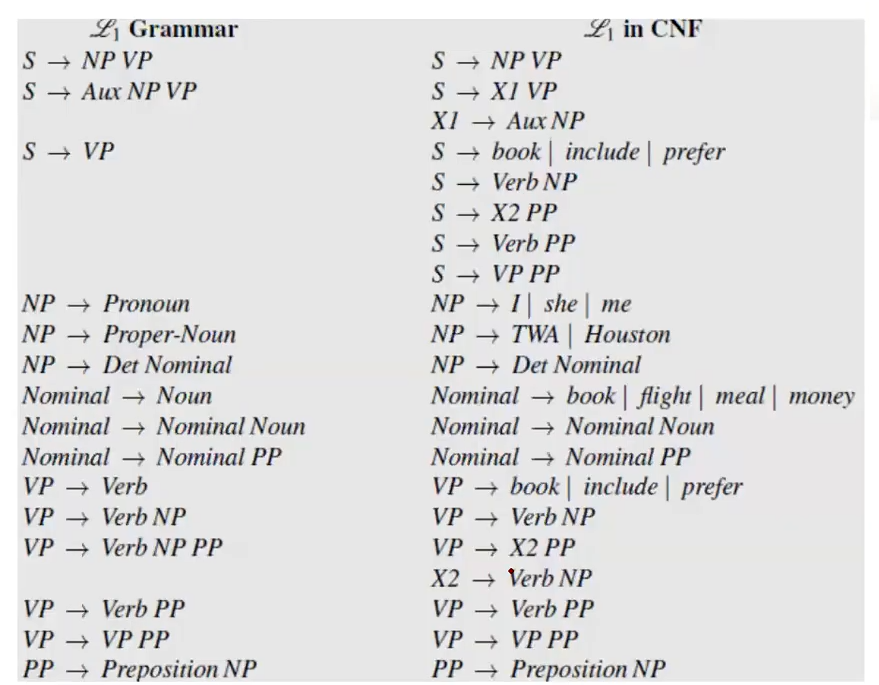 ℒ1 Grammar ℒ1 in CNF
S → NP VP S → NP VP
S → Aux NP VP S → X1 VP
X1 → Aux NP
S → VP S → book | include | prefer
S → Verb NP
S → X2 PP
S → Verb PP
S → VP PP
NP → Pronoun NP → I | she | me
NP → Proper-Noun NP → TWA | Houston
NP → Det Nominal NP → Det Nominal
Nominal → Noun Nominal → book | flight | meal | money
Nominal → Nominal Noun Nominal → Nominal Noun
Nominal → Nominal PP Nominal → Nominal PP
VP → Verb VP → book | include | prefer
VP → Verb NP VP → Verb NP
VP → Verb NP PP VP → X2 PP
X2 → Verb NP
VP → Verb PP VP → Verb PP
VP → VP PP VP → VP PP
PP → Preposition NP PP → Preposition NP